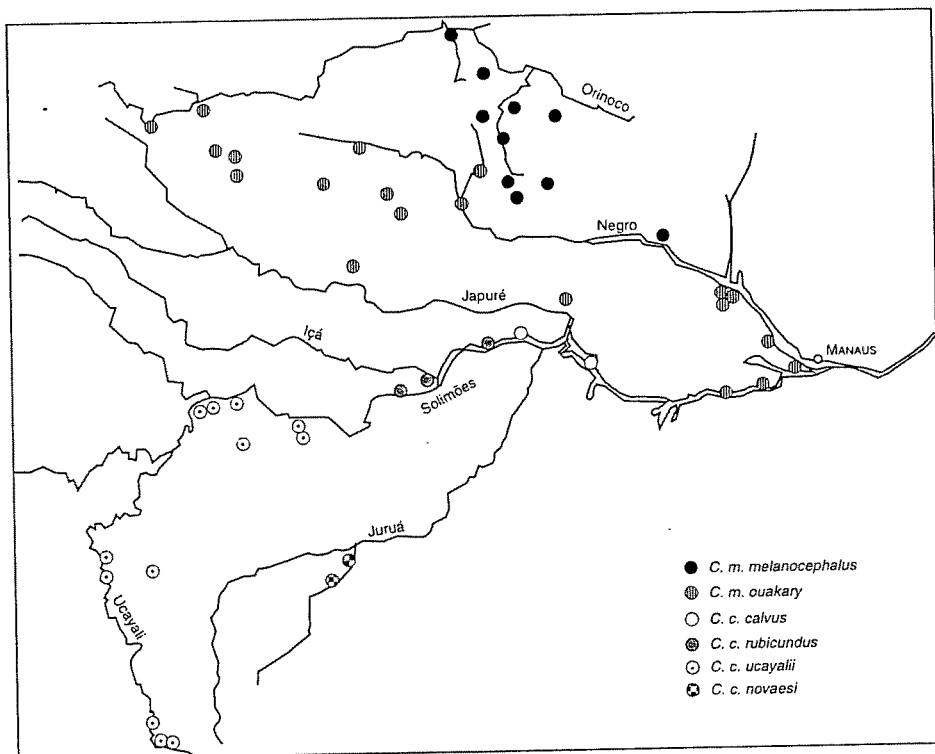 Orinoco
Negro
Japuré
Içá
MANAUS
Solimões
Juruá
Ucayali
C. m. melanocephalus
C. m. ouakary
C. c. calvus
C. c. rubicundus
C. c. ucayalii
C. c. novaesi